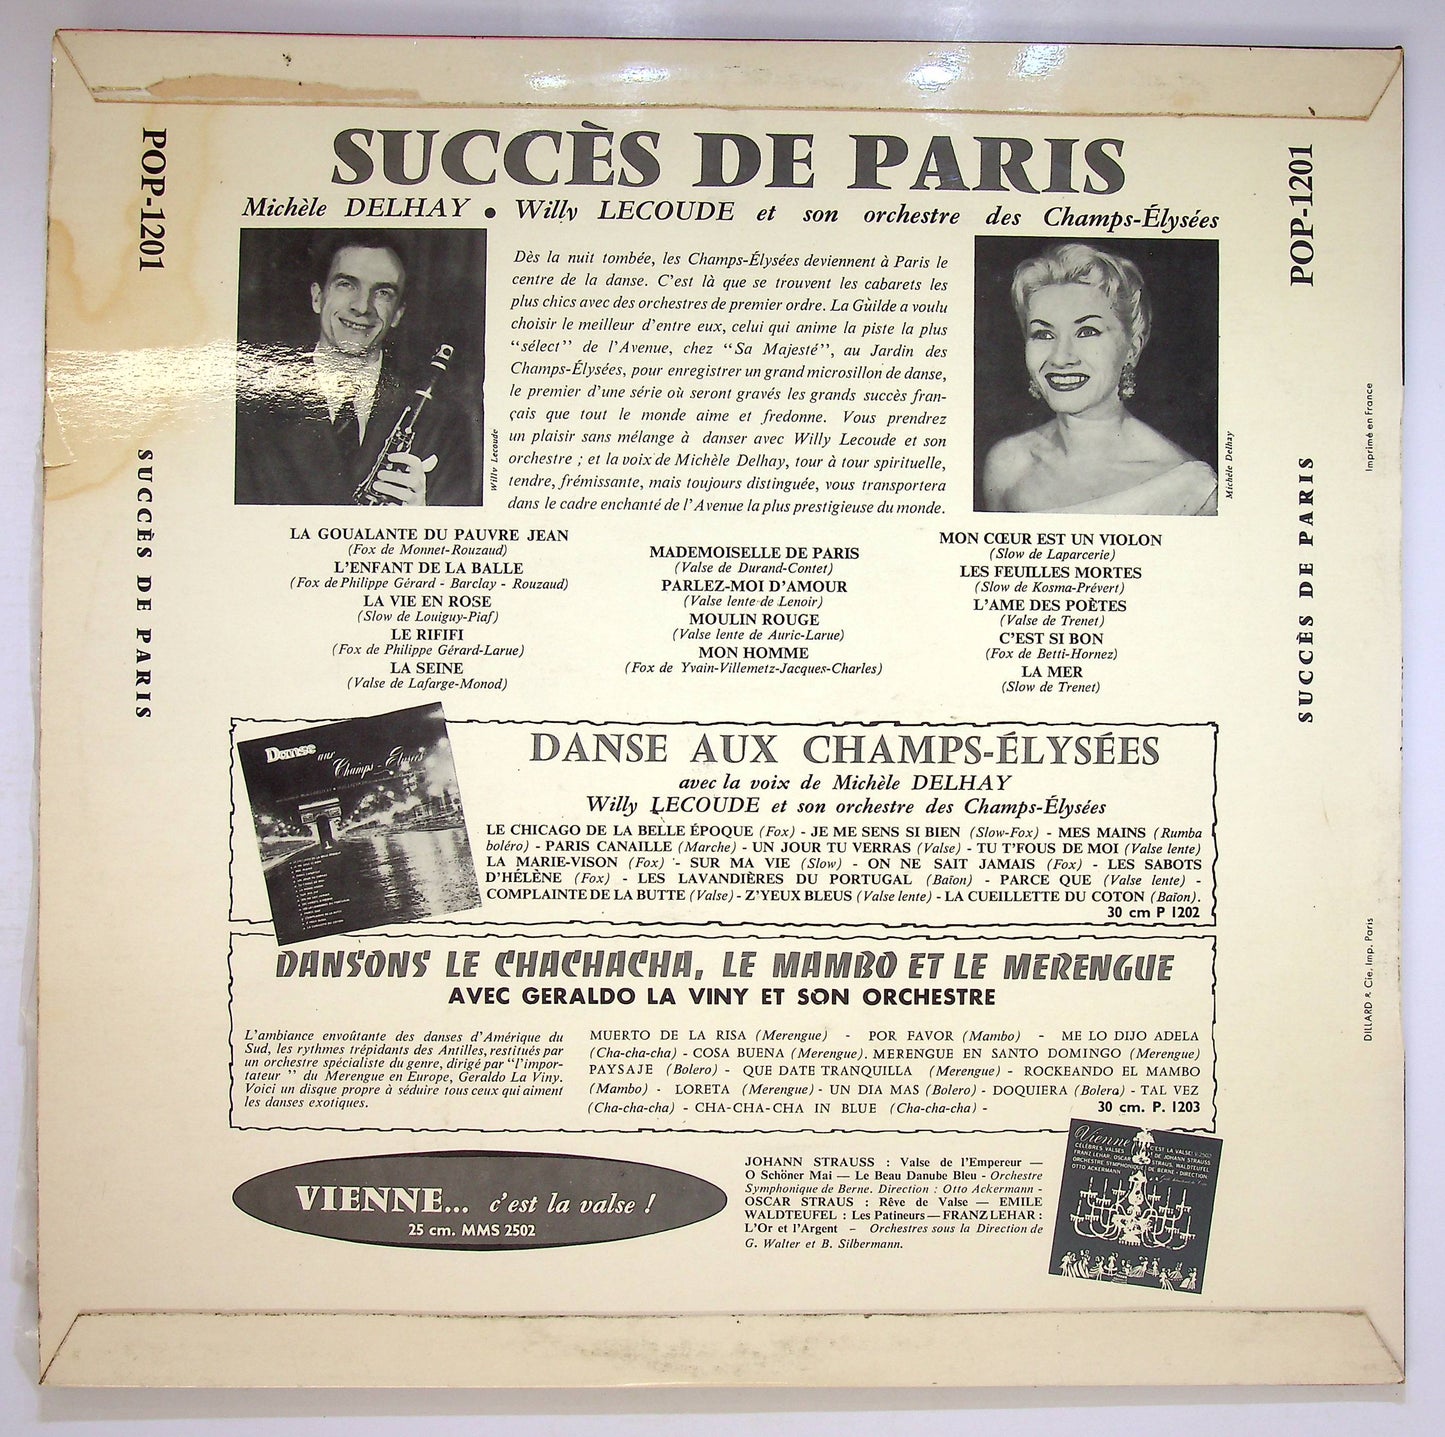 SUCCÈS DE PARIS
Michèle DELHAY • Willy LECOUDE et son orchestre des Champs-Élysées
POP-1201
SUCCÈS DE PARIS
Dès la nuit tombée, les Champs-Élysées deviennent à Paris le
centre de la danse. C'est là que se trouvent les cabarets les
plus chics avec des orchestres de premier ordre. La Guilde a voulu
choisir le meilleur d'entre eux, celui qui anime la piste la plus
"sélect" de l'Avenue, chez "Sa Majesté", au Jardin des
Champs-Élysées, pour enregistrer un grand microsillon de danse,
le premier d'une série où seront gravés les grands succès fran-
çais que tout le monde aime et fredonne. Vous prendrez
un plaisir sans mélange à danser avec Willy Lecoude et son
orchestre ; et la voix de Michèle Delhay, tour à tour spirituelle,
tendre, frémissante, mais toujours distinguée, vous transportera
dans le cadre enchanté de l'Avenue la plus prestigieuse du monde.
Willy Lecoude
Michèle Delhay
POP-1201
SUCCÈS DE PARIS
Imprimé en France
DILLARD & Cie. Imp. Paris
LA GOUALANTE DU PAUVRE JEAN
(Fox de Monnet-Rouzaud)
L'ENFANT DE LA BALLE
(Fox de Philippe Gérard - Barclay - Rouzaud)
LA VIE EN ROSE
(Slow de Louiguy-Piaf)
LE RIFIFI
(Fox de Philippe Gérard-Larue)
LA SEINE
(Valse de Lafarge-Monod)
MADEMOISELLE DE PARIS
(Valse de Durand-Contet)
PARLEZ-MOI D'AMOUR
(Valse lente de Lenoir)
MOULIN ROUGE
(Valse lente de Auric-Larue)
MON HOMME
(Fox de Yvain-Villemetz-Jacques-Charles)
MON CŒUR EST UN VIOLON
(Slow de Laparcerie)
LES FEUILLES MORTES
(Slow de Kosma-Prévert)
L'AME DES POÈTES
(Valse de Trenet)
C'EST SI BON
(Fox de Betti-Hornez)
LA MER
(Slow de Trenet)
Danse aux
Champs-Elysées
DANSE AUX CHAMPS-ÉLYSÉES
avec la voix de Michèle DELHAY
Willy LECOUDE et son orchestre des Champs-Élysées
LE CHICAGO DE LA BELLE ÉPOQUE (Fox) - JE ME SENS SI BIEN (Slow-Fox) - MES MAINS (Rumba
boléro) - PARIS CANAILLE (Marche) - UN JOUR TU VERRAS (Valse) - TU T'FOUS DE MOI (Valse lente)
LA MARIE-VISON (Fox) - SUR MA VIE (Slow) - ON NE SAIT JAMAIS (Fox) - LES SABOTS
D'HÉLÈNE (Fox) - LES LAVANDIÈRES DU PORTUGAL (Baïon) - PARCE QUE (Valse lente) -
COMPLAINTE DE LA BUTTE (Valse) - Z'YEUX BLEUS (Valse lente) - LA CUEILLETTE DU COTON (Baïon).
30 cm P 1202
DANSONS LE CHACHACHA, LE MAMBO ET LE MERENGUE
AVEC GERALDO LA VINY ET SON ORCHESTRE
L'ambiance envoûtante des danses d'Amérique du
Sud, les rythmes trépidants des Antilles, restitués par
un orchestre spécialiste du genre, dirigé par "l'impor-
tateur " du Merengue en Europe, Geraldo La Viny.
Voici un disque propre à séduire tous ceux qui aiment
les danses exotiques.
MUERTO DE LA RISA (Merengue) - POR FAVOR (Mambo) - ME LO DIJO ADELA
(Cha-cha-cha) - COSA BUENA (Merengue). MERENGUE EN SANTO DOMINGO (Merengue)
PAYSAJE (Bolero) - QUE DATE TRANQUILLA (Merengue) - ROCKEANDO EL MAMBO
(Mambo) - LORETA (Merengue) - UN DIA MAS (Bolero) - DOQUIERA (Bolera) - TAL VEZ
(Cha-cha-cha) - CHA-CHA-CHA IN BLUE (Cha-cha-cha) -
30 cm. P. 1203
VIENNE... c'est la valse !
25 cm. MMS 2502
JOHANN STRAUSS : Valse de l'Empereur —
O Schöner Mai — Le Beau Danube Bleu - Orchestre
Symphonique de Berne. Direction : Otto Ackermann -
OSCAR STRAUS : Rêve de Valse — EMILE
WALDTEUFEL : Les Patineurs — FRANZ LEHAR :
L'Or et l'Argent – Orchestres sous la Direction de
G. Walter et B. Silbermann.
Vienne
C'EST LA VALSE!
CÉLÈBRES VALSES DE JOHANN STRAUSS
FRANZ LEHAR, OSCAR STRAUS, WALDTEUFEL
ORCHESTRE SYMPHONIQUE DE BERNE - DIRECTION
OTTO ACKERMANN